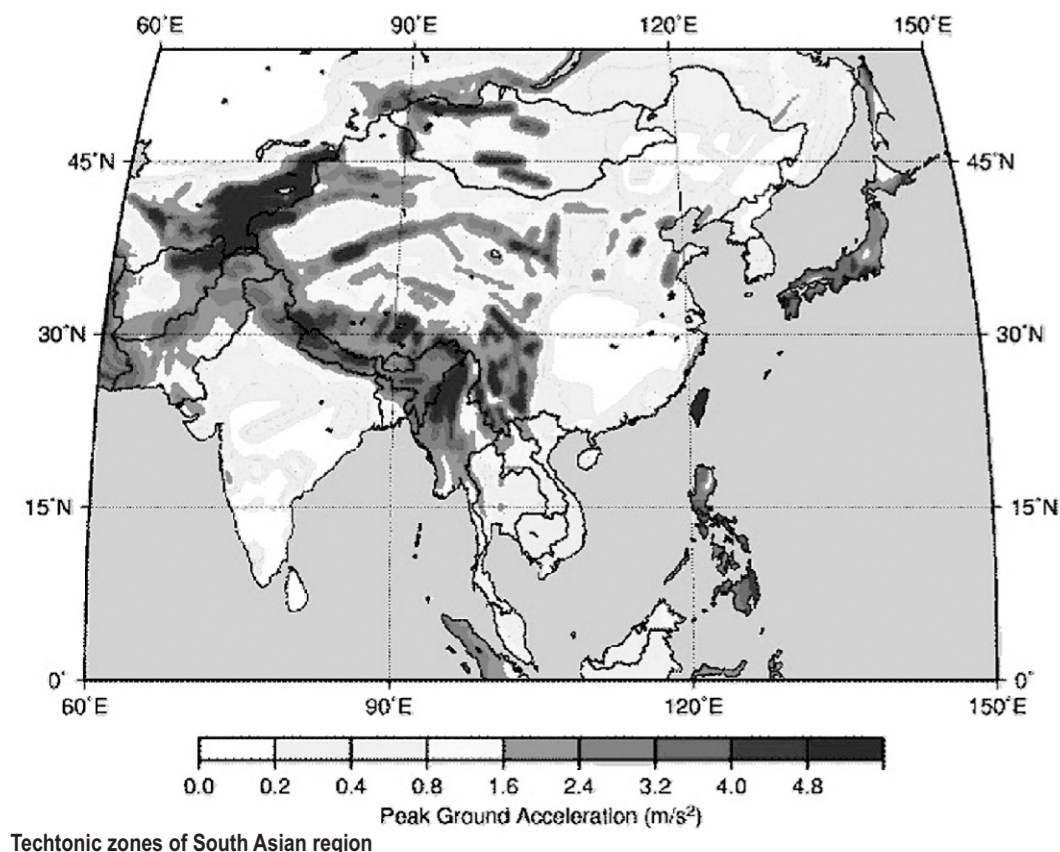 60˚E 90˚E 120˚E 150˚E
45˚N 45˚N
30˚N 30˚N
15˚N 15˚N
0˚ 0˚
60˚E 90˚E 120˚E 150˚E
0.0 0.2 0.4 0.8 1.6 2.4 3.2 4.0 4.8
Peak Ground Acceleration (m/s²)
Techtonic zones of South Asian region